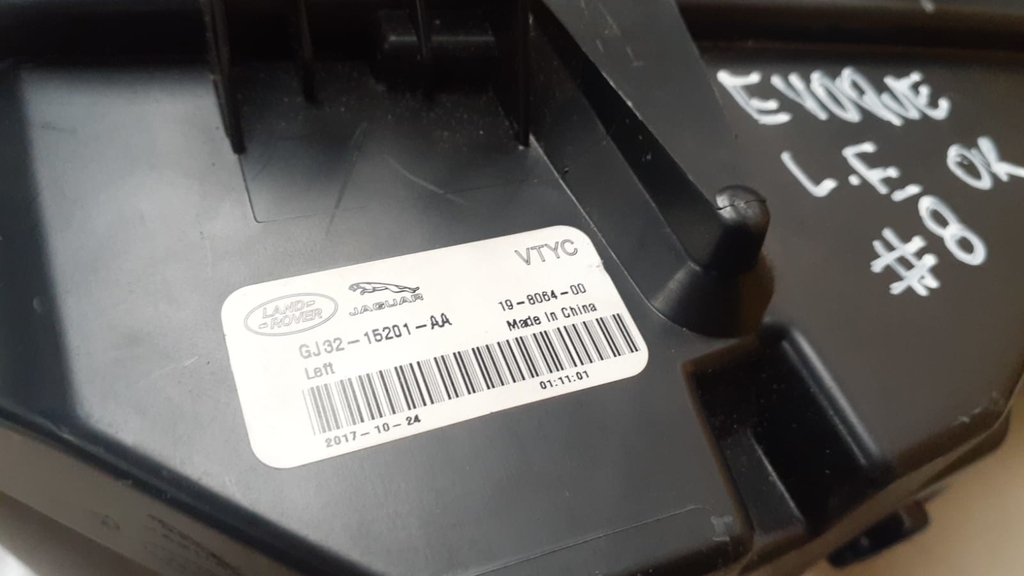 EVOQUE
L.F. OK
#8
VTYC
LAND-
-ROVER
JAGUAR
GJ32-15201-AA
19-8064-00
Left
Made in China
2017-10-24
01:11:01